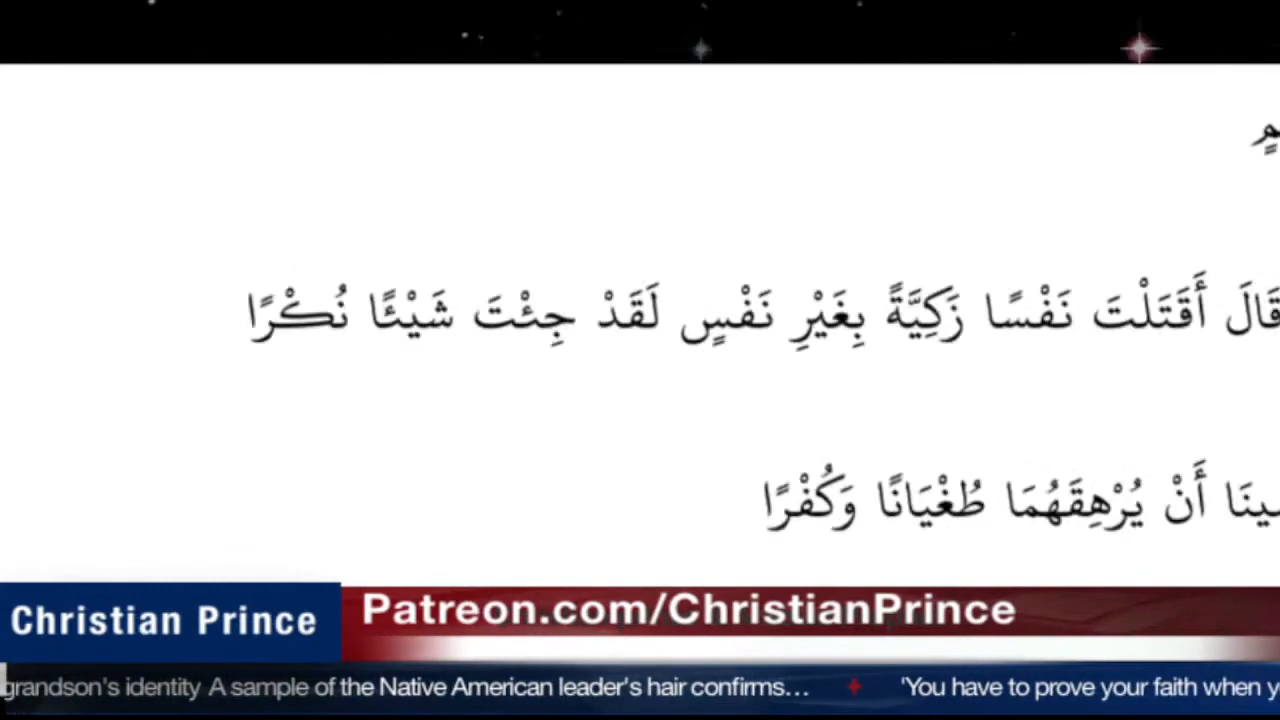 قَالَ أَقَتَلْتَ نَفْسًا زَكِيَّةً بِغَيْرِ نَفْسٍ لَقَدْ جِئْتَ شَيْئًا نُكْرًا
أَنْ يُرْهِقَهُمَا طُغْيَانًا وَكُفْرًا
Christian Prince
Patreon.com/ChristianPrince
grandson's identity A sample of the Native American leader's hair confirms... 'You have to prove your faith when